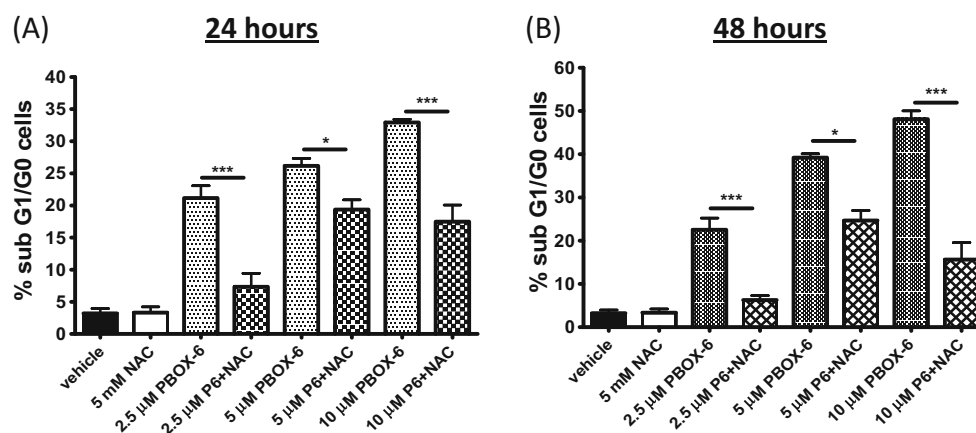 (A) 24 hours
% sub G1/G0 cells
40
35
30
25
20
15
10
5
0
***
*
***
vehicle
5 mM NAC
2.5 μM PBOX-6
2.5 μM P6+NAC
5 μM PBOX-6
5 μM P6+NAC
10 μM PBOX-6
10 μM P6+NAC
(B) 48 hours
% sub G1/G0 cells
60
50
40
30
20
10
0
***
*
***
vehicle
5 mM NAC
2.5 μM PBOX-6
2.5 μM P6+NAC
5 μM PBOX-6
5 μM P6+NAC
10 μM PBOX-6
10 μM P6+NAC